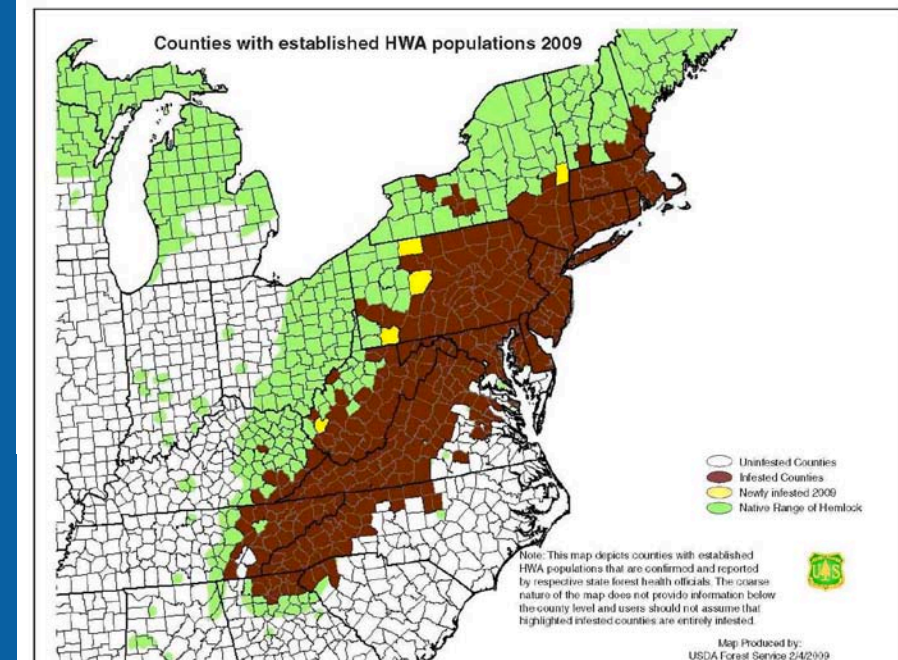 Counties with established HWA populations 2009
Uninfested Counties
Infested Counties
Newly infested 2009
Native Range of Hemlock
Note: This map depicts counties with established
HWA populations that are confirmed and reported
by respective state forest health officials. The coarse
nature of the map does not provide information below
the county level and users should not assume that
highlighted infested counties are entirely infested.
U S
Map Produced by:
USDA Forest Service 2/4/2009